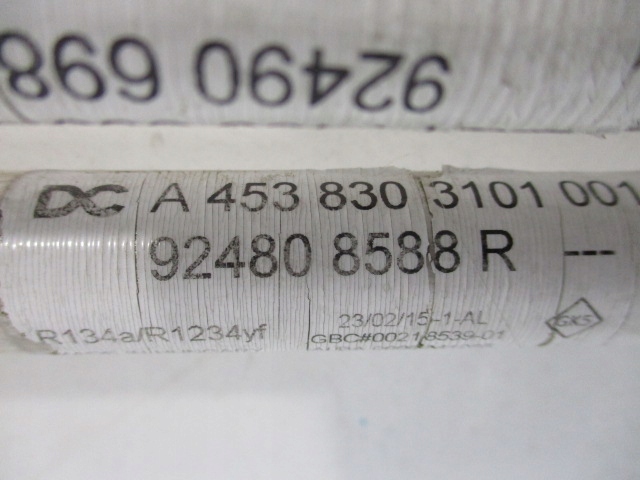 92490 698
DC A 453 830 3101 001
92480 8588 R ---
R134a/R1234yf 23/02/15-1-AL GKS
GBC#00218539-01